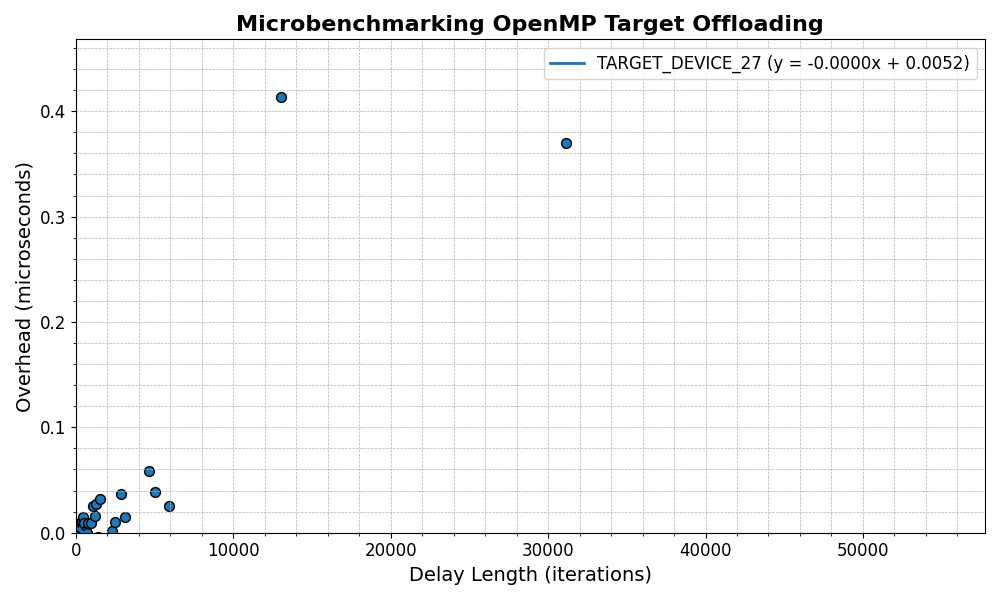 Microbenchmarking OpenMP Target Offloading
TARGET_DEVICE_27 (y = -0.0000x + 0.0052)
Overhead (microseconds)
0.4
0.3
0.2
0.1
0.0
0 10000 20000 30000 40000 50000
Delay Length (iterations)